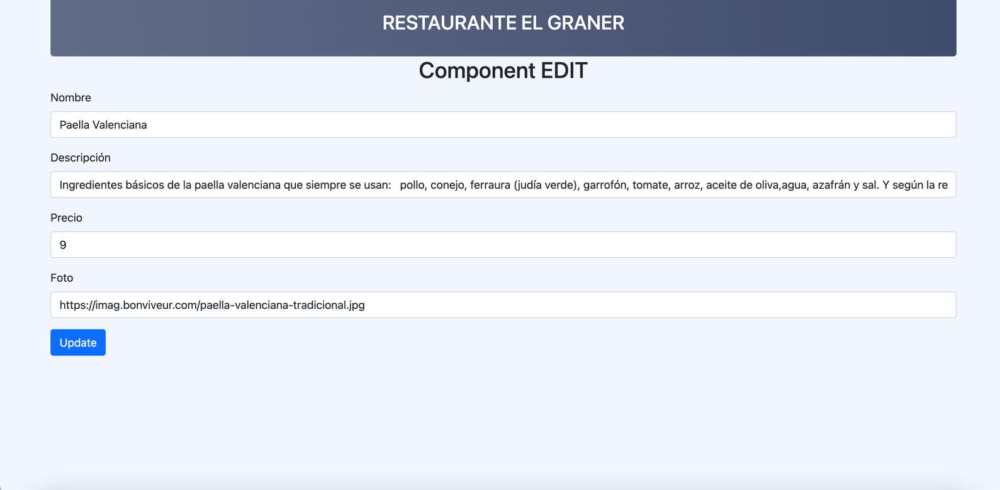 RESTAURANTE EL GRANER
Component EDIT
Nombre
Paella Valenciana
Descripción
Ingredientes básicos de la paella valenciana que siempre se usan:   pollo, conejo, ferraura (judía verde), garrofón, tomate, arroz, aceite de oliva,agua, azafrán y sal. Y según la re
Precio
9
Foto
https://imag.bonviveur.com/paella-valenciana-tradicional.jpg
Update